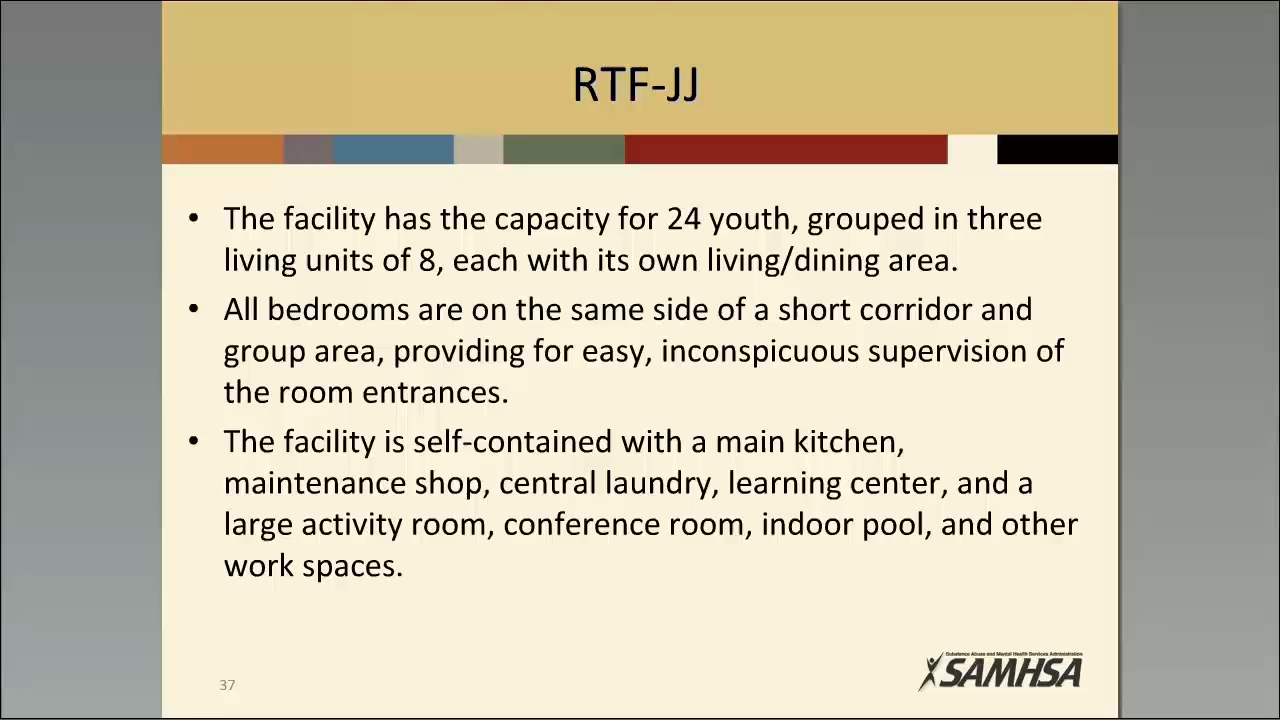 RTF-JJ
• The facility has the capacity for 24 youth, grouped in three
living units of 8, each with its own living/dining area.
• All bedrooms are on the same side of a short corridor and
group area, providing for easy, inconspicuous supervision of
the room entrances.
• The facility is self-contained with a main kitchen,
maintenance shop, central laundry, learning center, and a
large activity room, conference room, indoor pool, and other
work spaces.
Substance Abuse and Mental Health Services Administration
SAMHSA
37